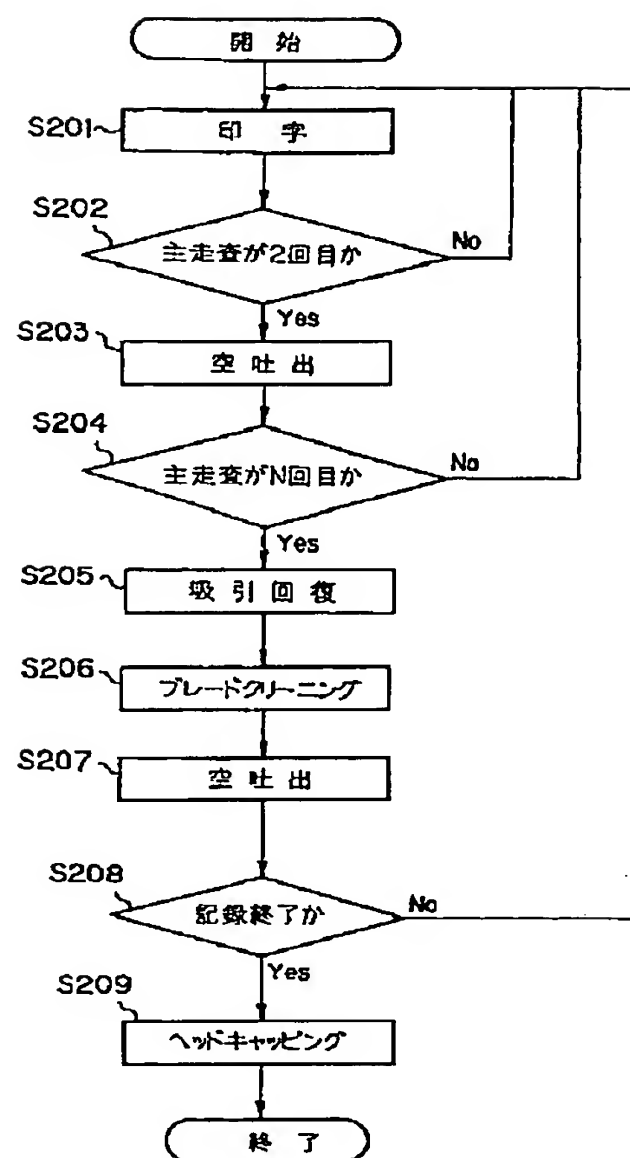 開始
S201
印字
S202
主走査が2回目か
No
Yes
S203
空吐出
S204
主走査がN回目か
No
Yes
S205
吸引回復
S206
ブレードクリーニング
S207
空吐出
S208
記録終了か
No
Yes
S209
ヘッドキャッピング
終了